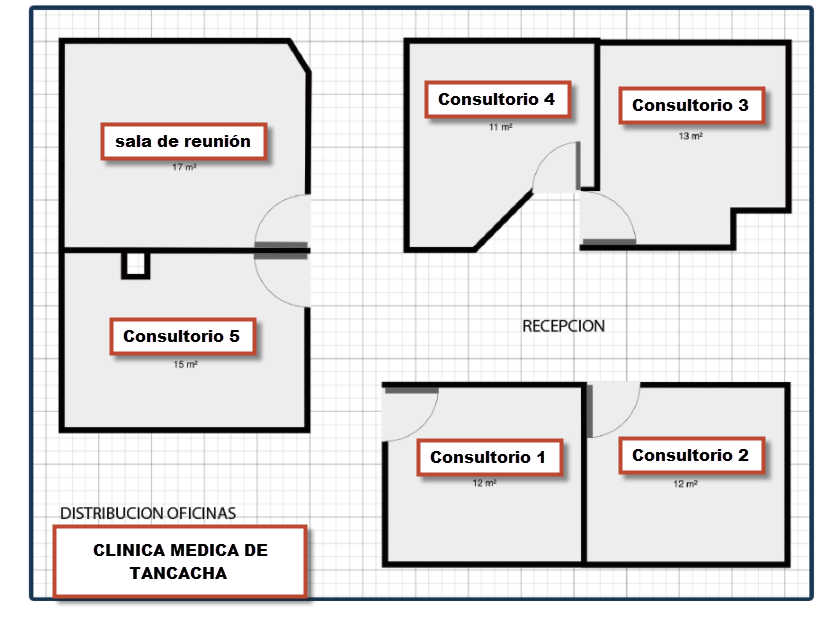 Consultorio 4
11 m²
Consultorio 3
13 m²
sala de reunión
17 m²
RECEPCION
Consultorio 5
15 m²
Consultorio 1
12 m²
Consultorio 2
12 m²
DISTRIBUCION OFICINAS
CLINICA MEDICA DE
TANCACHA